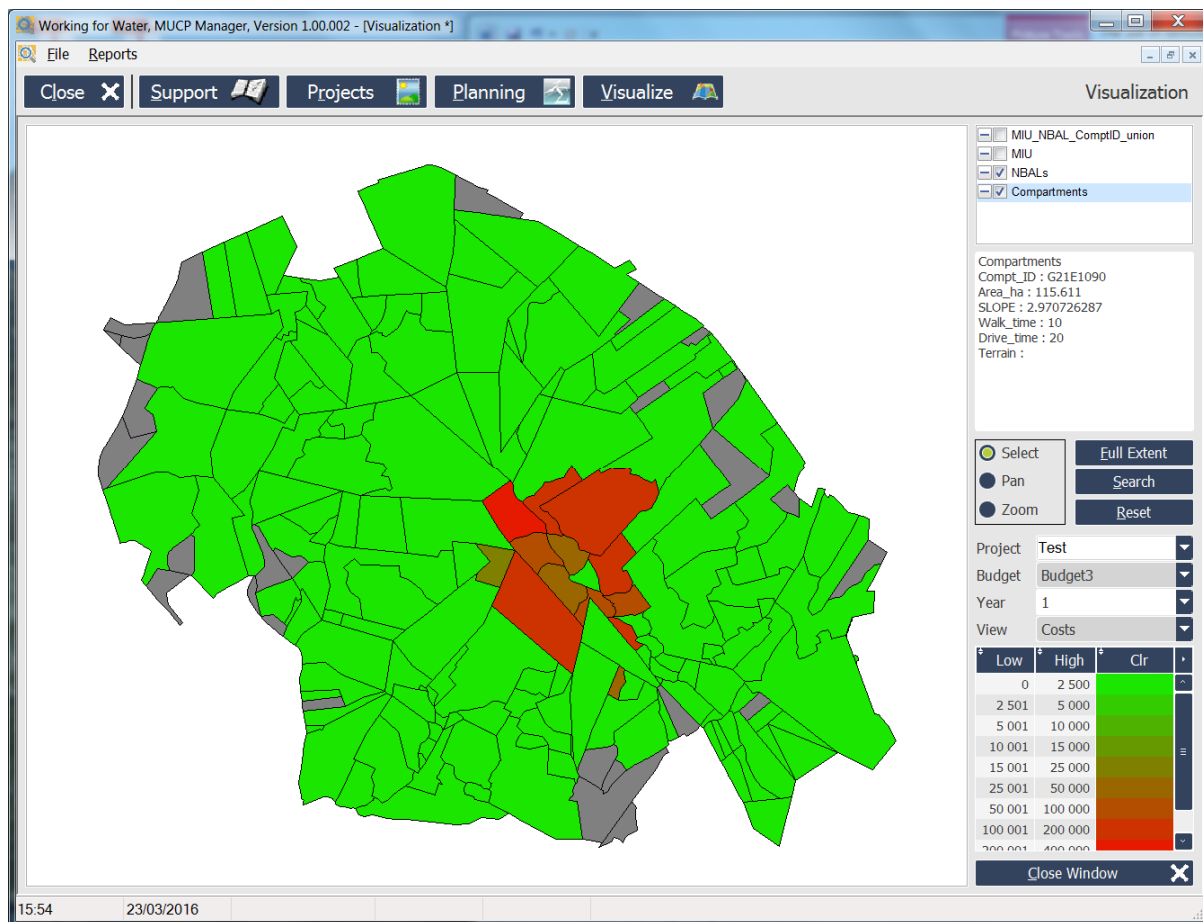 Working for Water, MUCP Manager, Version 1.00.002 - [Visualization *]
File Reports
Close Support Projects Planning Visualize Visualization
MIU_NBAL_ComptID_union
MIU
NBALs
Compartments
Compartments
Compt_ID : G21E1090
Area_ha : 115.611
SLOPE : 2.970726287
Walk_time : 10
Drive_time : 20
Terrain :
Select Full Extent
Pan Search
Zoom Reset
Project Test
Budget Budget3
Year 1
View Costs
Low High Clr
0 2 500
2 501 5 000
5 001 10 000
10 001 15 000
15 001 25 000
25 001 50 000
50 001 100 000
100 001 200 000
200 001 400 000
Close Window
15:54 23/03/2016